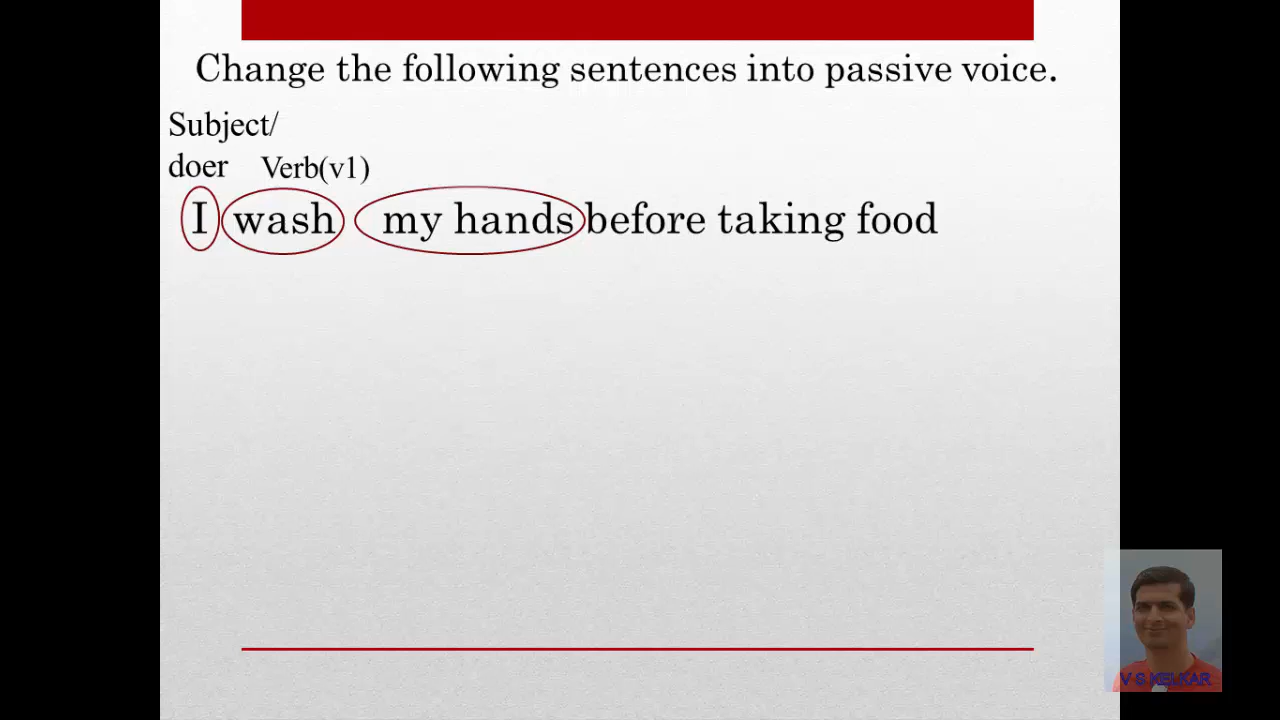 Change the following sentences into passive voice.
Subject/
doer Verb(v1)
I wash my hands before taking food
V S KELKAR